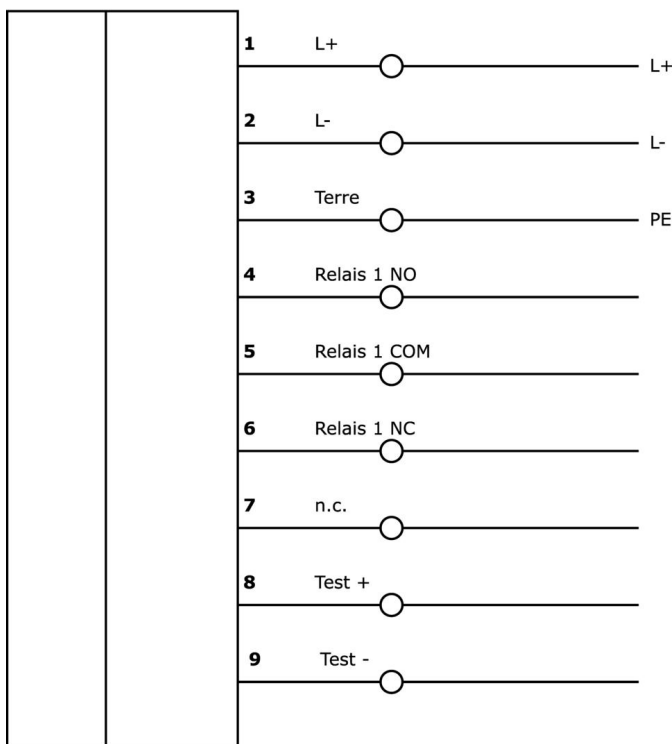 1 L+ L+
2 L- L-
3 Terre PE
4 Relais 1 NO
5 Relais 1 COM
6 Relais 1 NC
7 n.c.
8 Test +
9 Test -